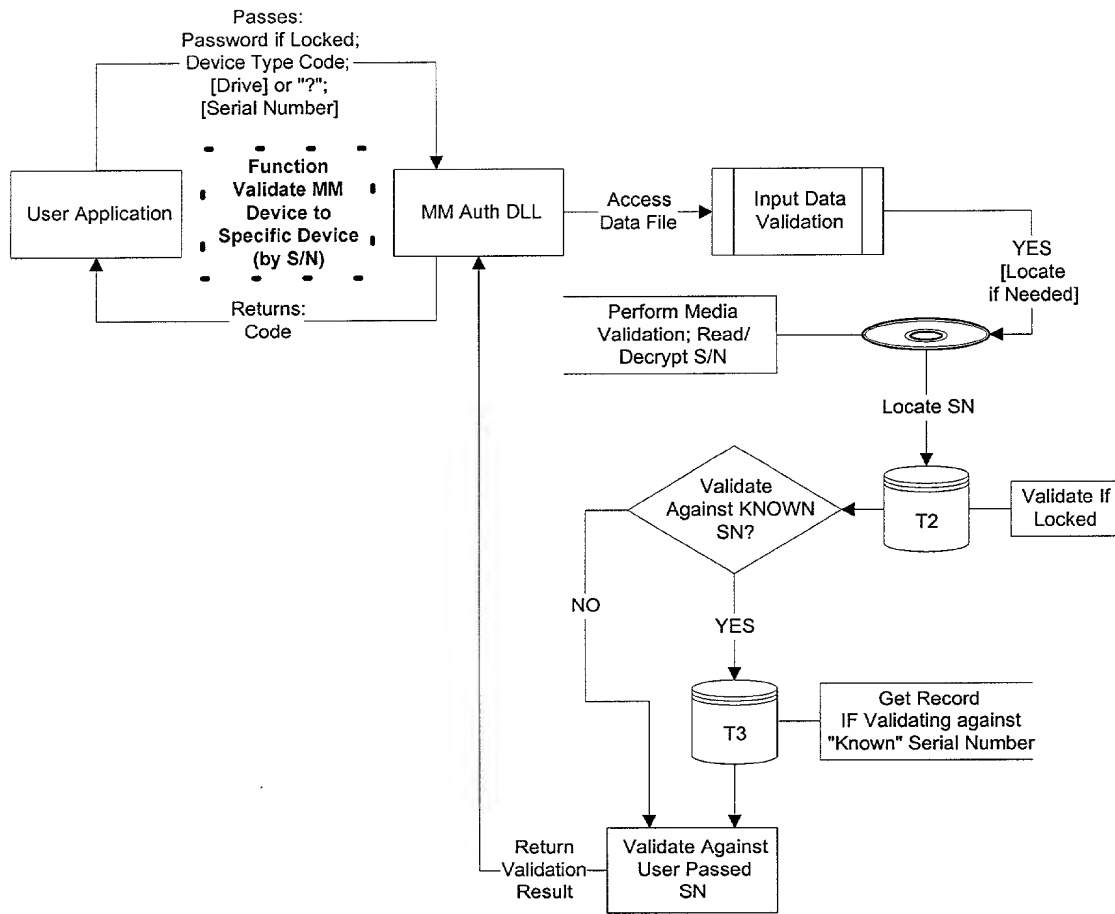 Passes:
Password if Locked;
Device Type Code;
[Drive] or "?";
[Serial Number]
User Application
Function
Validate MM
Device to
Specific Device
(by S/N)
MM Auth DLL
Access
Data File
Input Data
Validation
YES
[Locate
if Needed]
Returns:
Code
Perform Media
Validation; Read/
Decrypt S/N
Locate SN
Validate
Against KNOWN
SN?
T2
Validate If
Locked
NO
YES
T3
Get Record
IF Validating against
"Known" Serial Number
Return
Validation
Result
Validate Against
User Passed
SN